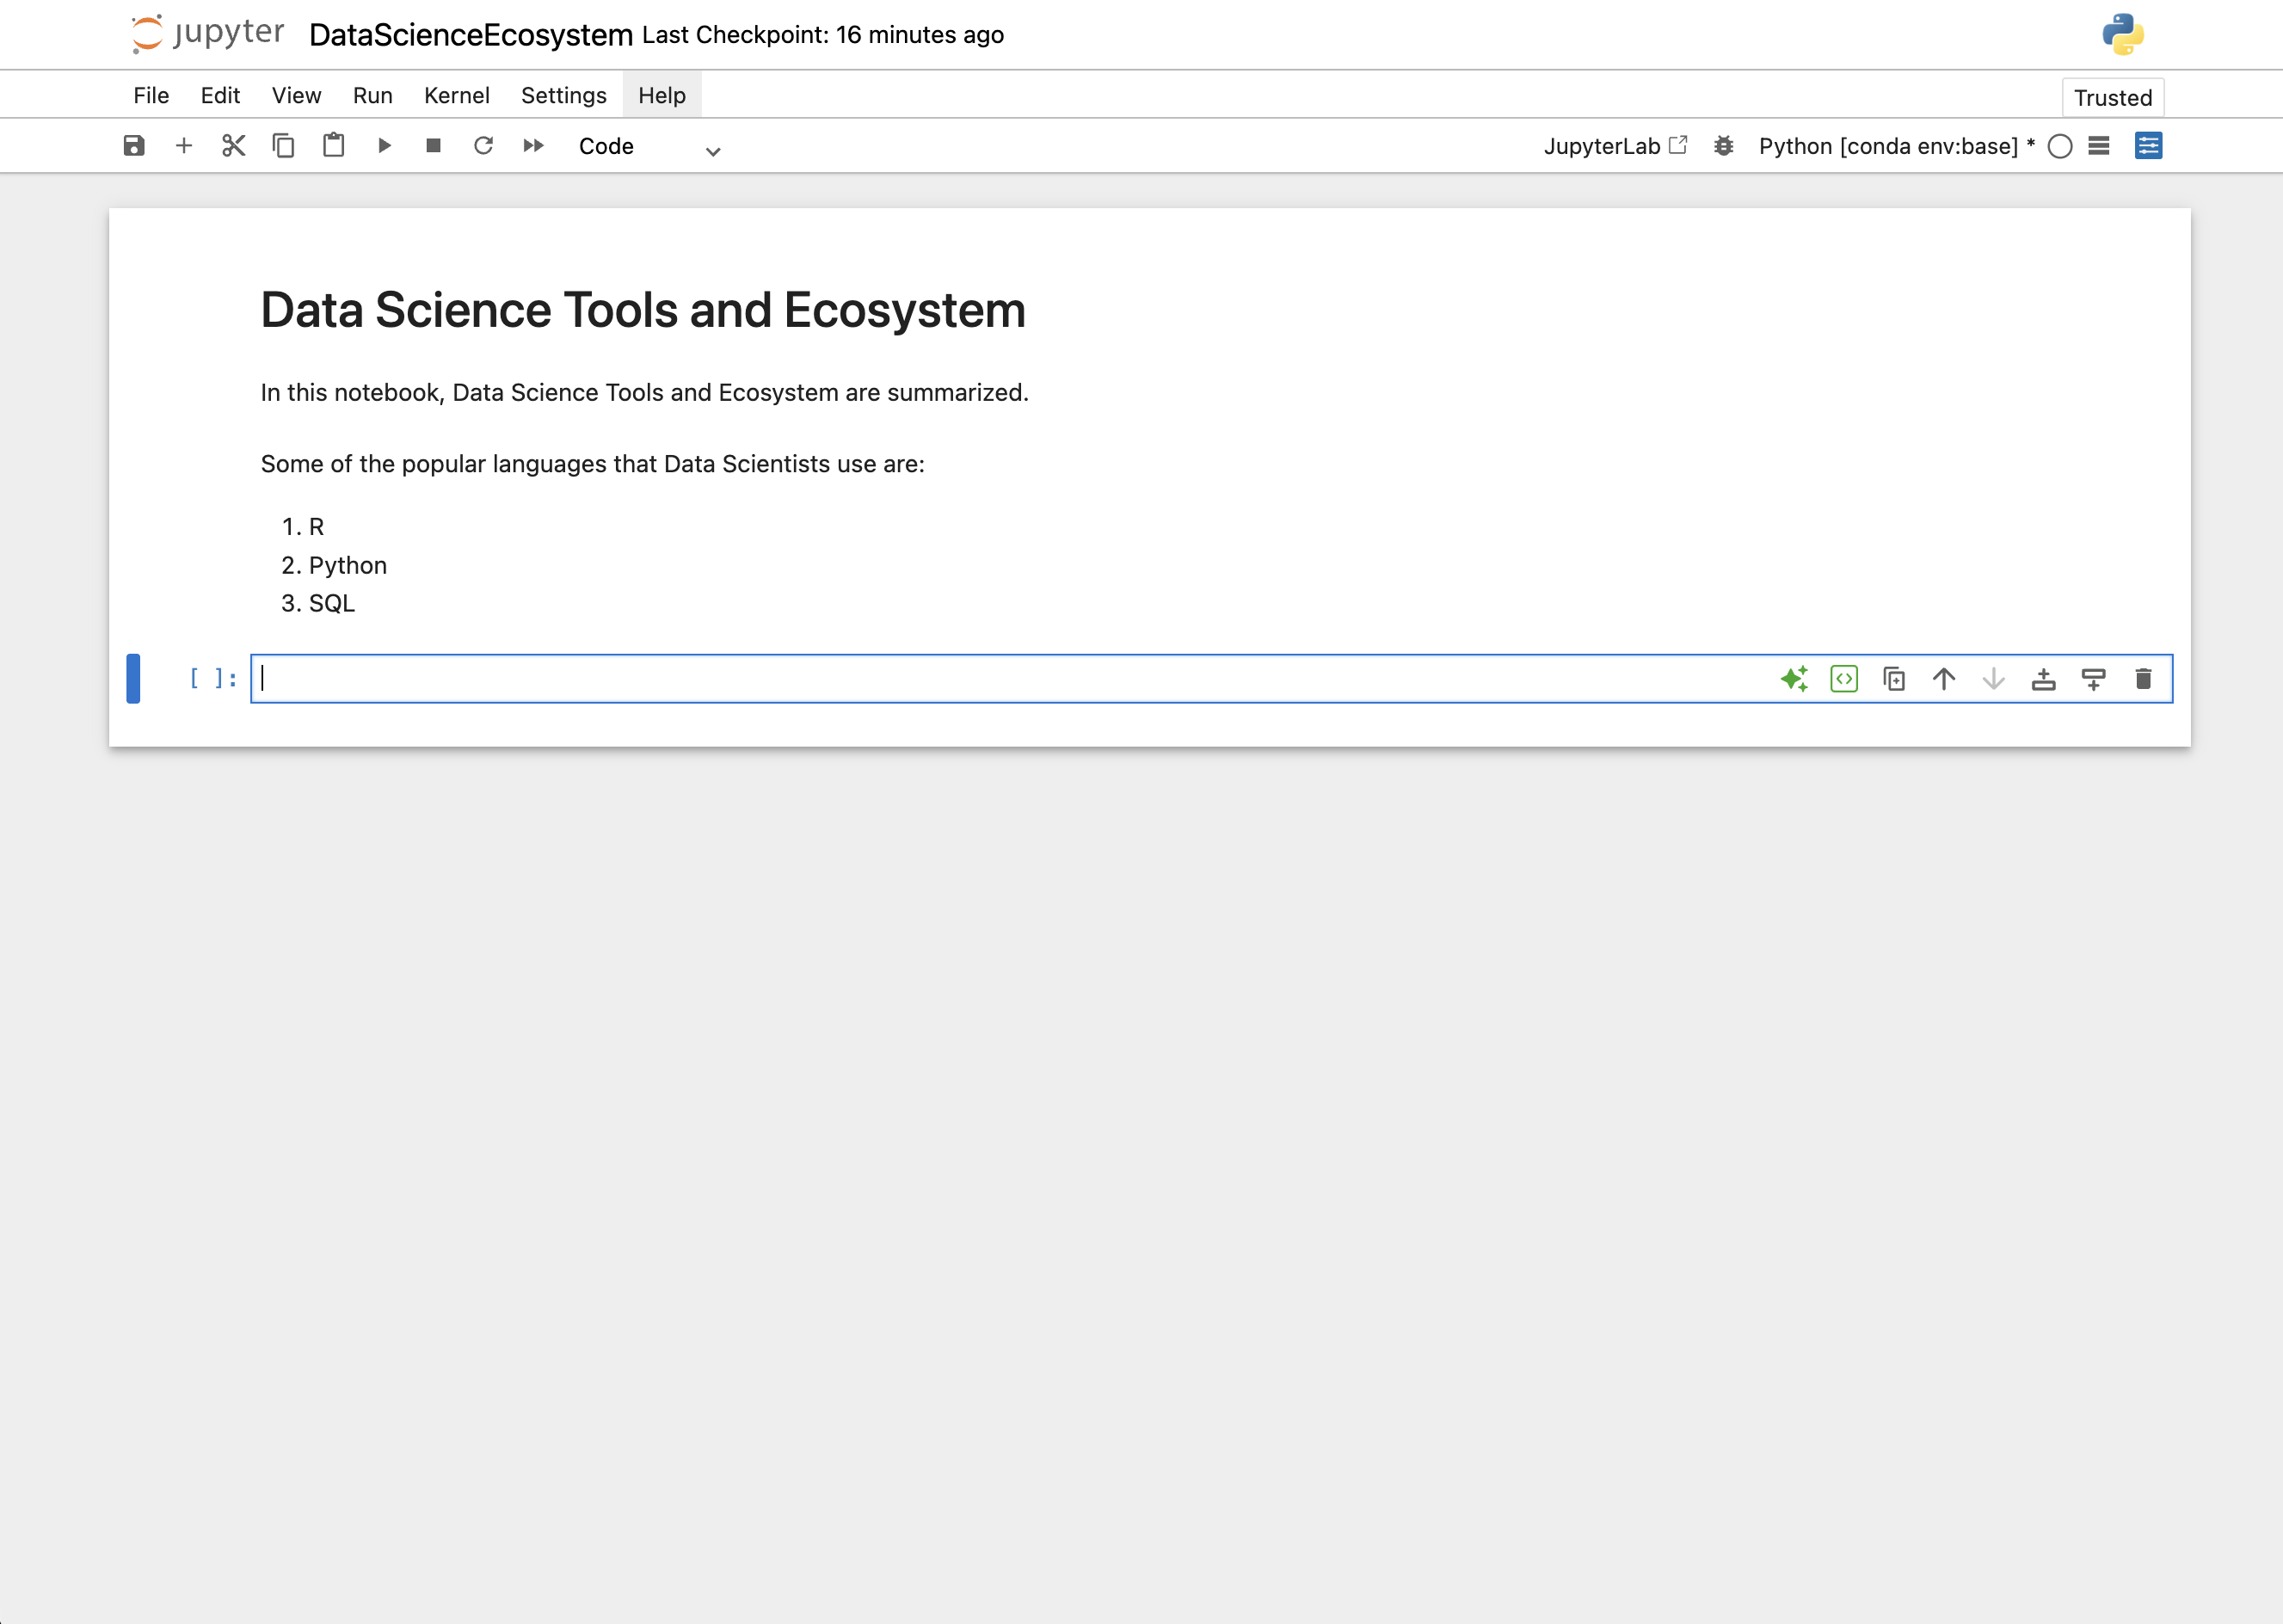 jupyter DataScienceEcosystem Last Checkpoint: 16 minutes ago
File Edit View Run Kernel Settings Help Trusted
Code JupyterLab Python [conda env:base] *
Data Science Tools and Ecosystem
In this notebook, Data Science Tools and Ecosystem are summarized.
Some of the popular languages that Data Scientists use are:
1. R
2. Python
3. SQL
[ ]: